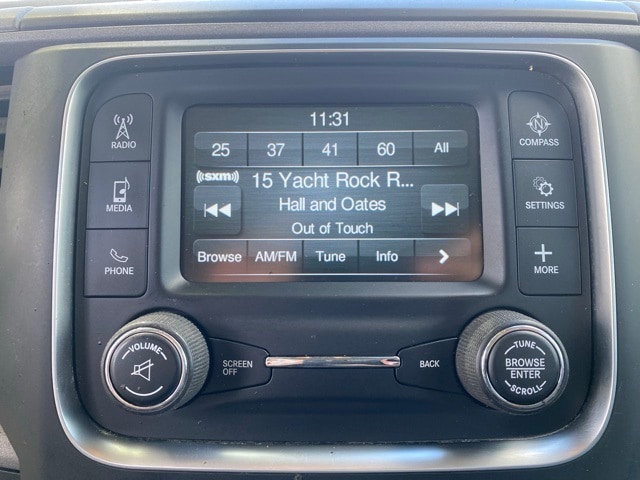 11:31
25 37 41 60 All
((sxm)) 15 Yacht Rock R...
Hall and Oates
Out of Touch
Browse AM/FM Tune Info
RADIO
MEDIA
PHONE
N
COMPASS
SETTINGS
MORE
VOLUME
SCREEN
OFF
BACK
TUNE
BROWSE
ENTER
SCROLL